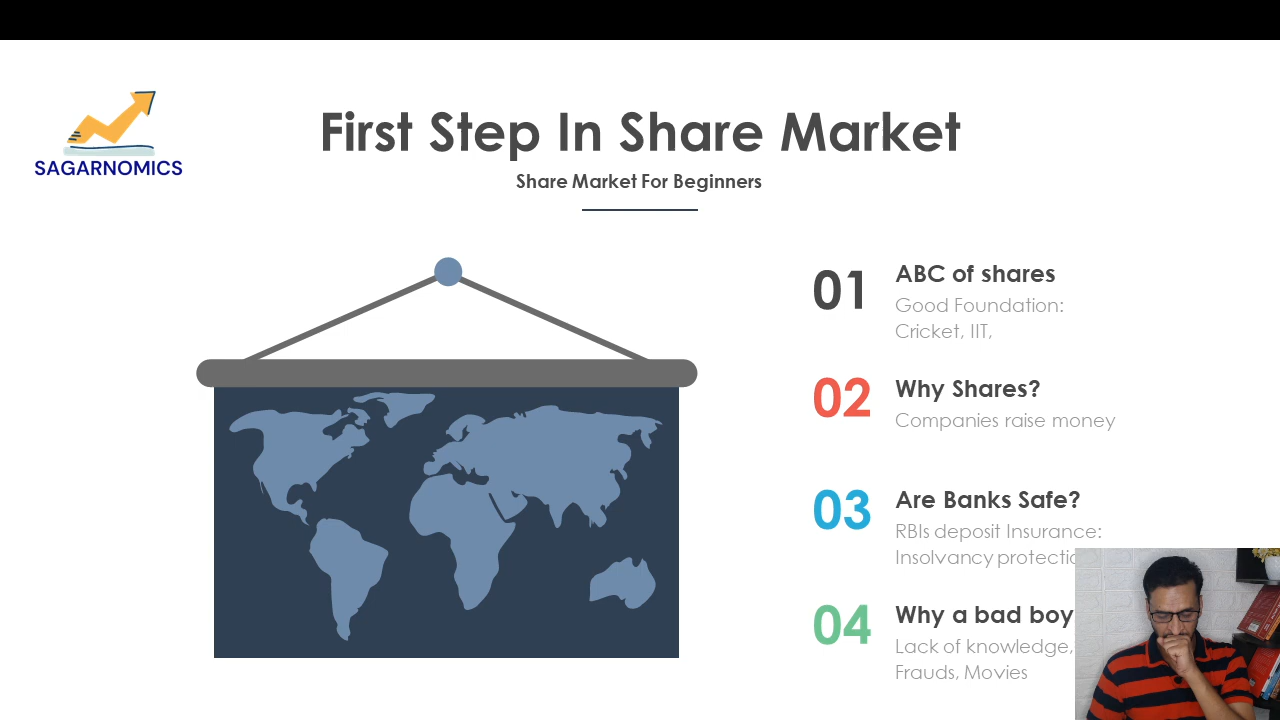 SAGARNOMICS
First Step In Share Market
Share Market For Beginners
01 ABC of shares
Good Foundation:
Cricket, IIT,
02 Why Shares?
Companies raise money
03 Are Banks Safe?
RBIs deposit Insurance:
Insolvancy
04 Why a bad boy
Lack of knowledge,
Frauds, Movies